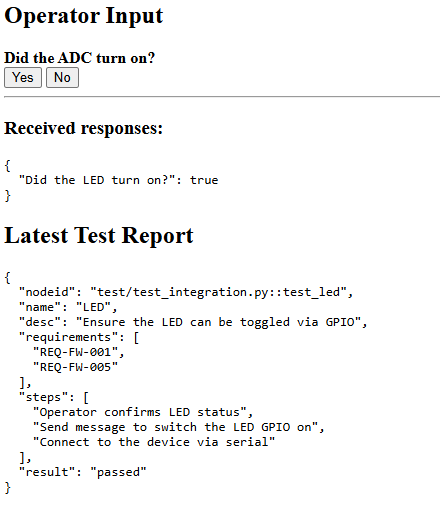 Operator Input
Did the ADC turn on?
Yes No
Received responses:
{
  "Did the LED turn on?": true
}
Latest Test Report
{
  "nodeid": "test/test_integration.py::test_led",
  "name": "LED",
  "desc": "Ensure the LED can be toggled via GPIO",
  "requirements": [
    "REQ-FW-001",
    "REQ-FW-005"
  ],
  "steps": [
    "Operator confirms LED status",
    "Send message to switch the LED GPIO on",
    "Connect to the device via serial"
  ],
  "result": "passed"
}